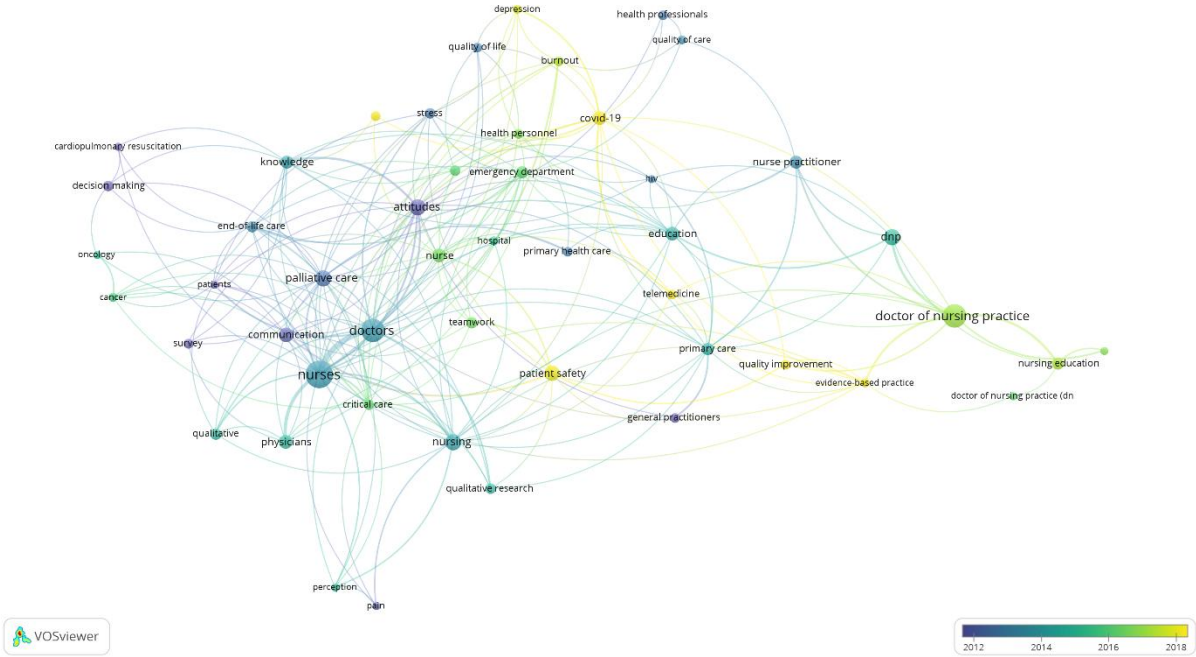 depression
health professionals
quality of care
quality of life
burnout
stress
covid-19
health personnel
cardiopulmonary resuscitation
knowledge
nurse practitioner
emergency department
hiv
decision making
attitudes
end-of-life care
education
dnp
hospital
oncology
nurse
primary health care
palliative care
patients
telemedicine
cancer
doctor of nursing practice
teamwork
doctors
communication
survey
primary care
quality improvement
nursing education
nurses
patient safety
evidence-based practice
doctor of nursing practice (dn
critical care
general practitioners
qualitative
physicians
nursing
qualitative research
perception
pain
VOSviewer
2012 2014 2016 2018